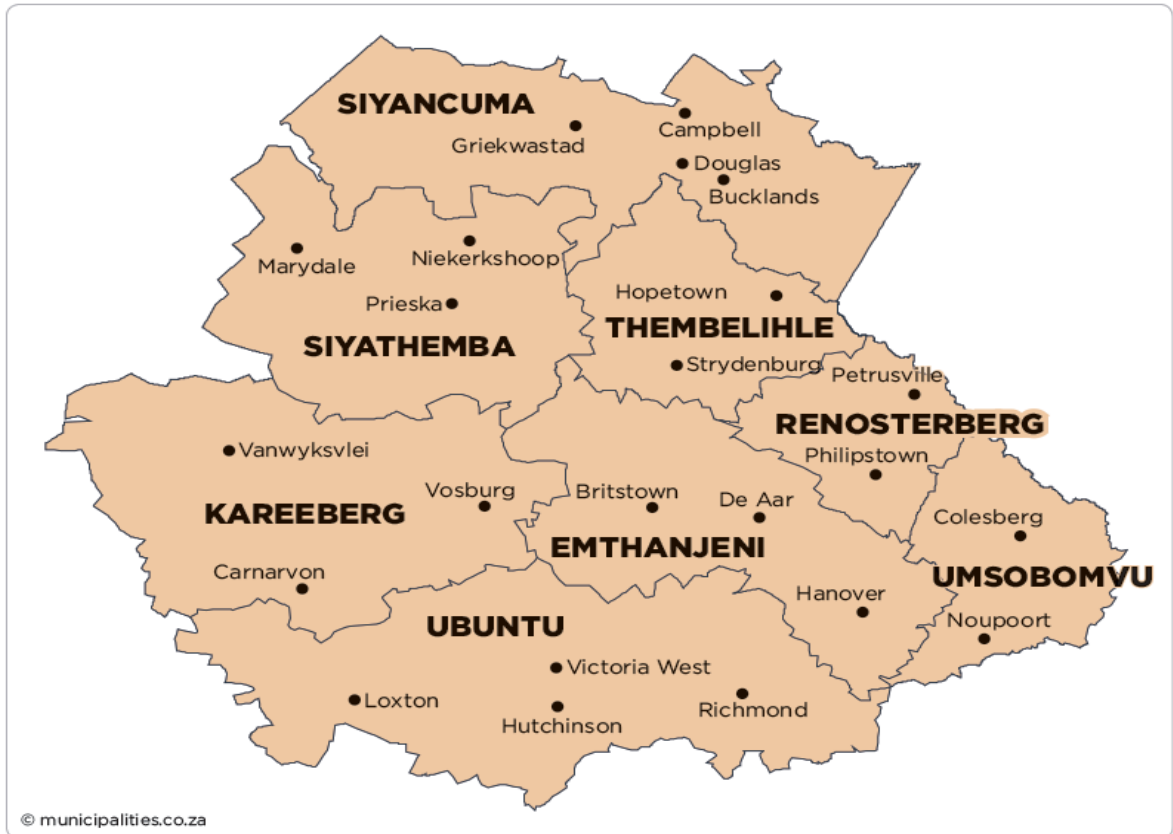 SIYANCUMA
Griekwastad
Campbell
Douglas
Bucklands
Marydale
Niekerkshoop
Prieska
SIYATHEMBA
Hopetown
THEMBELIHLE
Strydenburg
Petrusville
RENOSTERBERG
Philipstown
Vanwyksvlei
Vosburg
KAREEBERG
Carnarvon
Britstown
De Aar
EMTHANJENI
Hanover
Colesberg
UMSOBOMVU
Noupoort
UBUNTU
Victoria West
Loxton
Hutchinson
Richmond
© municipalities.co.za